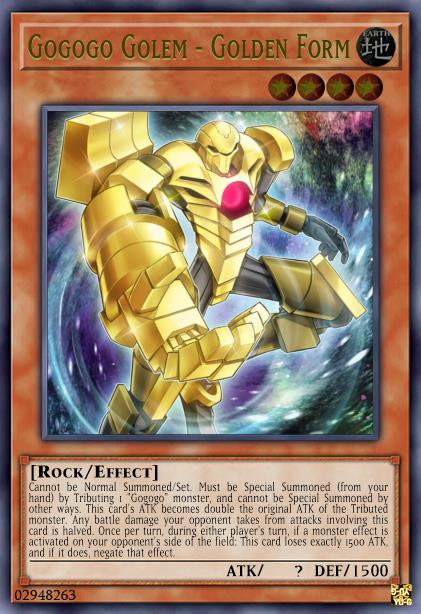 Gogogo Golem - Golden Form
EARTH
地
[Rock/Effect]
Cannot be Normal Summoned/Set. Must be Special Summoned (from your
hand) by Tributing 1 "Gogogo" monster, and cannot be Special Summoned by
other ways. This card's ATK becomes double the original ATK of the Tributed
monster. Any battle damage your opponent takes from attacks involving this
card is halved. Once per turn, during either player's turn, if a monster effect is
activated on your opponent's side of the field: This card loses exactly 1500 ATK,
and if it does, negate that effect.
ATK/ ? DEF/1500
02948263